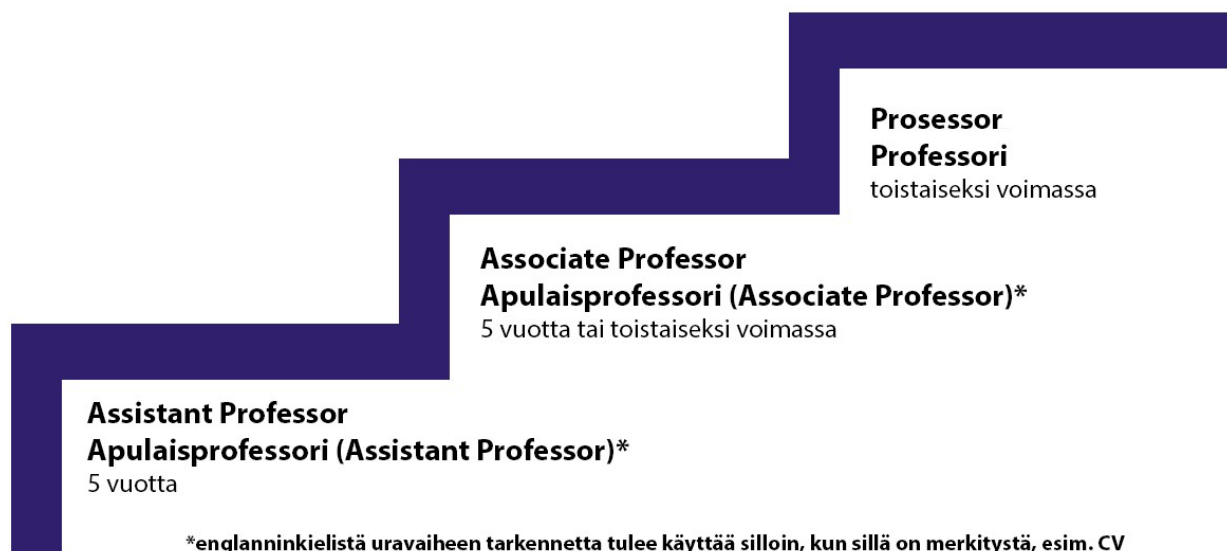 Prosessor
Professori
toistaiseksi voimassa
Associate Professor
Apulaisprofessori (Associate Professor)*
5 vuotta tai toistaiseksi voimassa
Assistant Professor
Apulaisprofessori (Assistant Professor)*
5 vuotta
*englanninkielistä uravaiheen tarkennetta tulee käyttää silloin, kun sillä on merkitystä, esim. CV